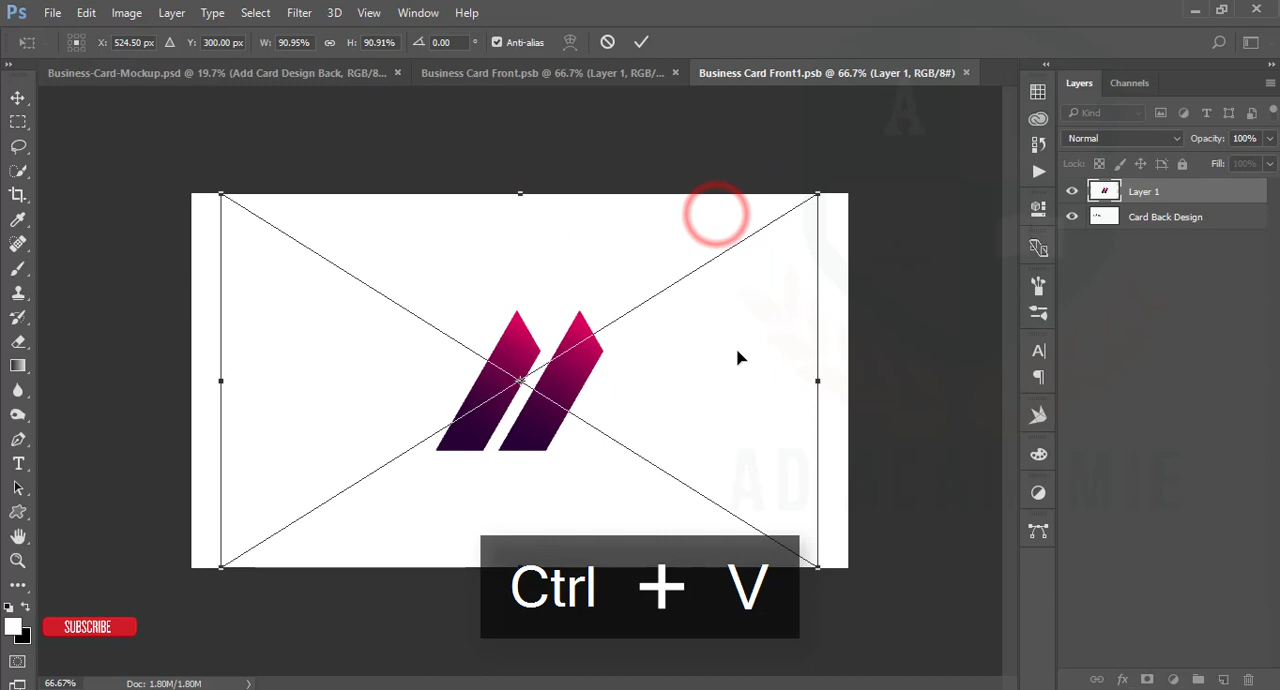 Ps File Edit Image Layer Type Select Filter 3D View Window Help
X: 524.50 px Y: 300.00 px W: 90.95% H: 90.91% 0.00 ° Anti-alias
Business-Card-Mockup.psd @ 19.7% (Add Card Design Back, RGB/8... × Business Card Front.psb @ 66.7% (Layer 1, RGB/... × Business Card Front1.psb @ 66.7% (Layer 1, RGB/8#) ×
Layers Channels
Kind
Normal Opacity: 100%
Lock: Fill: 100%
Layer 1
Card Back Design
A
Ctrl + V
SUBSCRIBE
66.67% Doc: 1.80M/1.80M